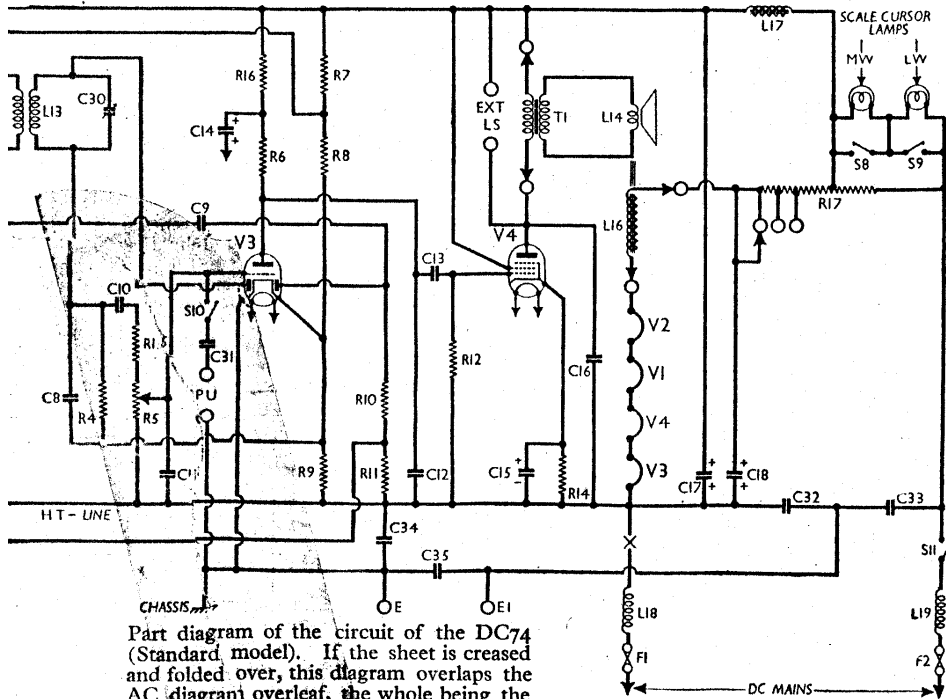 L17
SCALE CURSOR
LAMPS
MW
LW
R16
R7
C30
L13
EXT
LS
T1
L14
C14
R6
R8
S8
S9
R17
C9
V3
V4
L16
C13
C10
S10
V2
R12
C31
C16
V1
PU
R10
C8
R4
R5
V4
R9
R11
C12
C15
R14
V3
C17
C18
C32
C33
HT-LINE
C34
C35
S11
CHASSIS
E
E1
L18
L19
F1
F2
DC MAINS
Part diagram of the circuit of the DC74
(Standard model). If the sheet is creased
and folded over, this diagram overlaps the
AC diagram overleaf, the whole being the